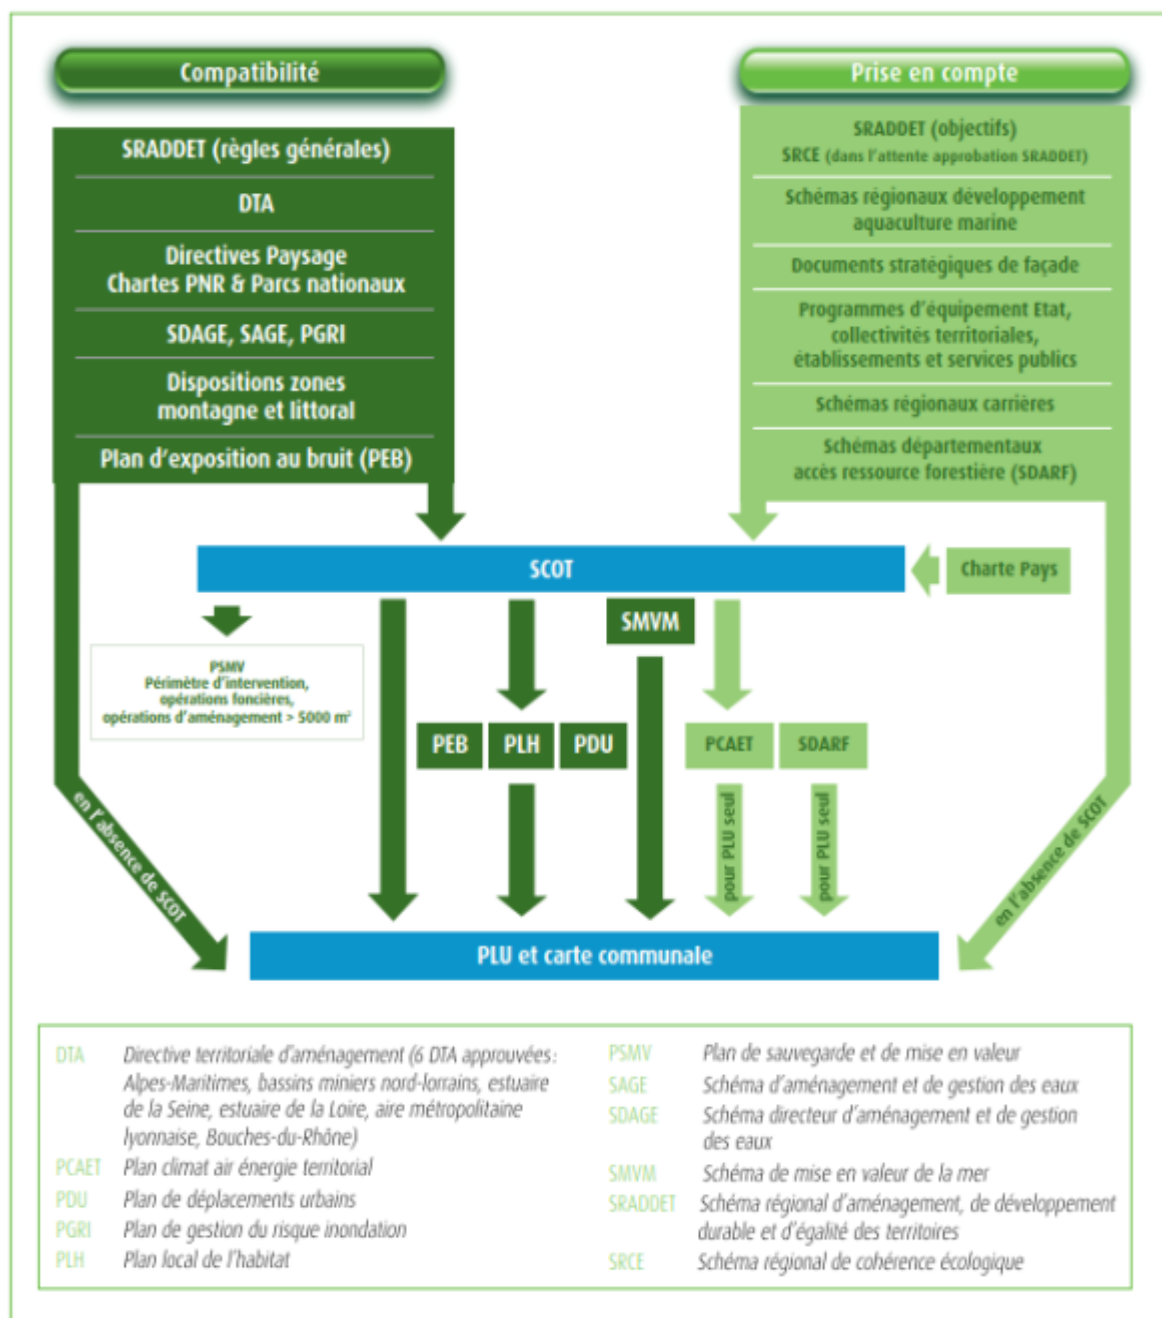 Compatibilité
SRADDET (règles générales)
DTA
Directives Paysage
Chartes PNR & Parcs nationaux
SDAGE, SAGE, PGRI
Dispositions zones
montagne et littoral
Plan d'exposition au bruit (PEB)
Prise en compte
SRADDET (objectifs)
SRCE (dans l'attente approbation SRADDET)
Schémas régionaux développement
aquaculture marine
Documents stratégiques de façade
Programmes d'équipement Etat,
collectivités territoriales,
établissements et services publics
Schémas régionaux carrières
Schémas départementaux
accès ressource forestière (SDARF)
SCOT
Charte Pays
SMVM
PSMV
Périmètre d'intervention,
opérations foncières,
opérations d'aménagement > 5000 m²
PEB
PLH
PDU
PCAET
SDARF
en l'absence de SCOT
pour PLU seul
pour PLU seul
en l'absence de SCOT
PLU et carte communale
DTA Directive territoriale d'aménagement (6 DTA approuvées :
Alpes-Maritimes, bassins miniers nord-lorrains, estuaire
de la Seine, estuaire de la Loire, aire métropolitaine
lyonnaise, Bouches-du-Rhône)
PCAET Plan climat air énergie territorial
PDU Plan de déplacements urbains
PGRI Plan de gestion du risque inondation
PLH Plan local de l'habitat
PSMV Plan de sauvegarde et de mise en valeur
SAGE Schéma d'aménagement et de gestion des eaux
SDAGE Schéma directeur d'aménagement et de gestion
des eaux
SMVM Schéma de mise en valeur de la mer
SRADDET Schéma régional d'aménagement, de développement
durable et d'égalité des territoires
SRCE Schéma régional de cohérence écologique